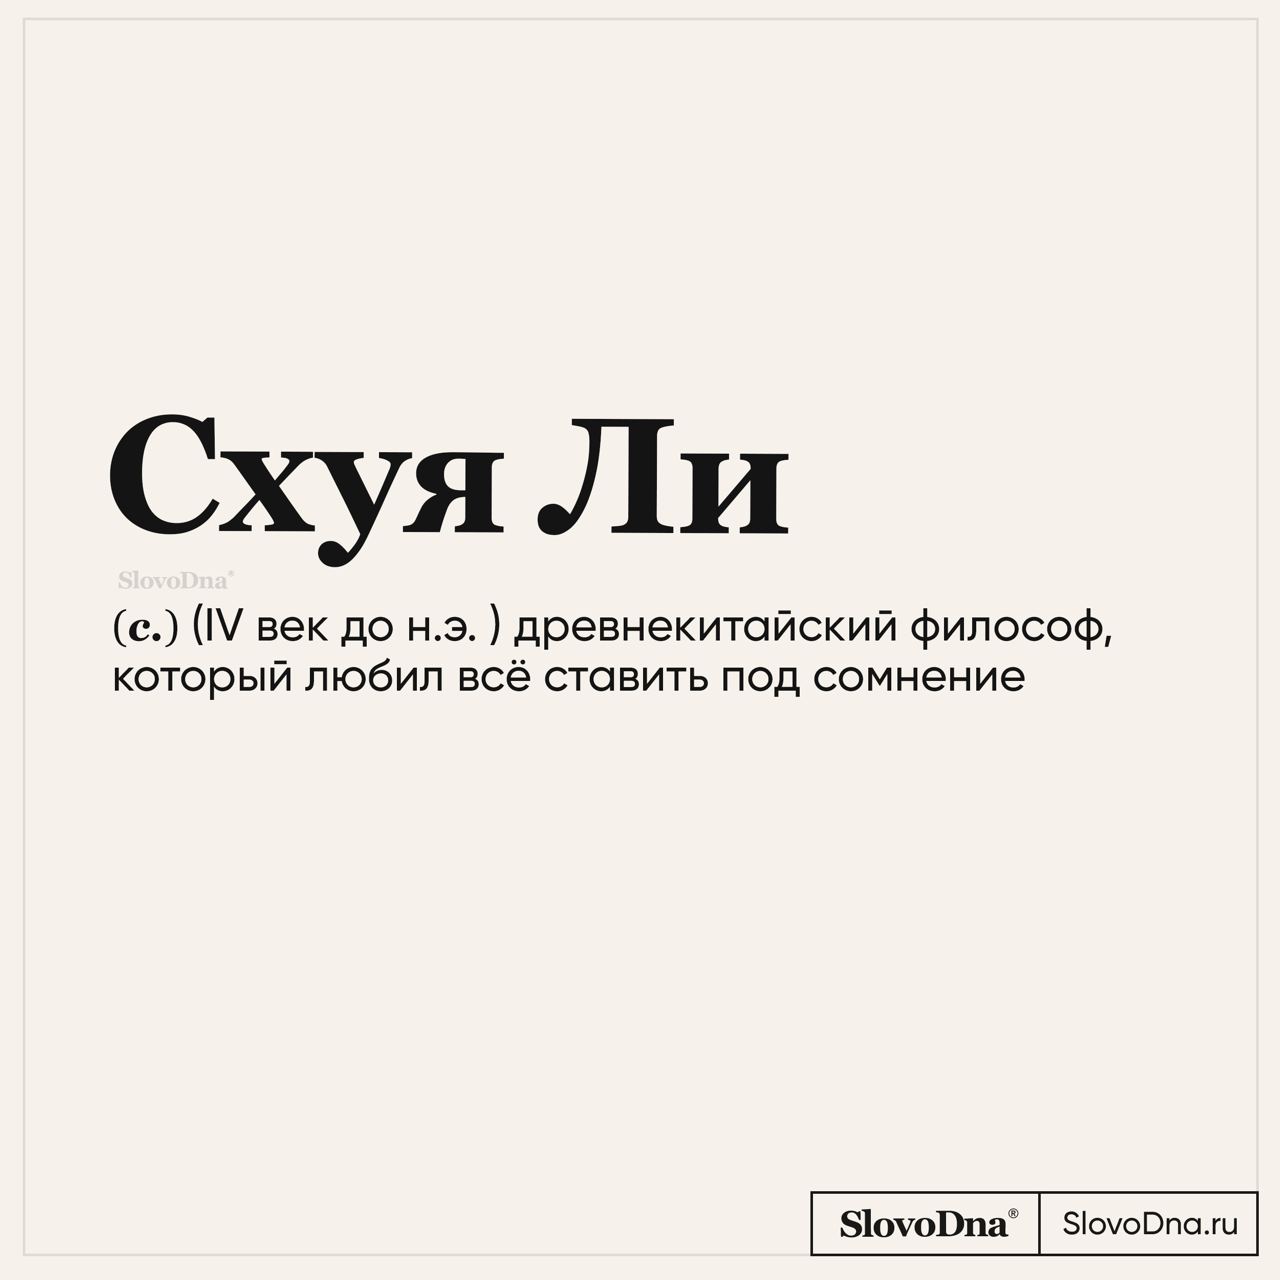 Схуя Ли
SlovoDna®
(с.) (IV век до н.э. ) древнекитайский философ,
который любил всё ставить под сомнение
SlovoDna® SlovoDna.ru